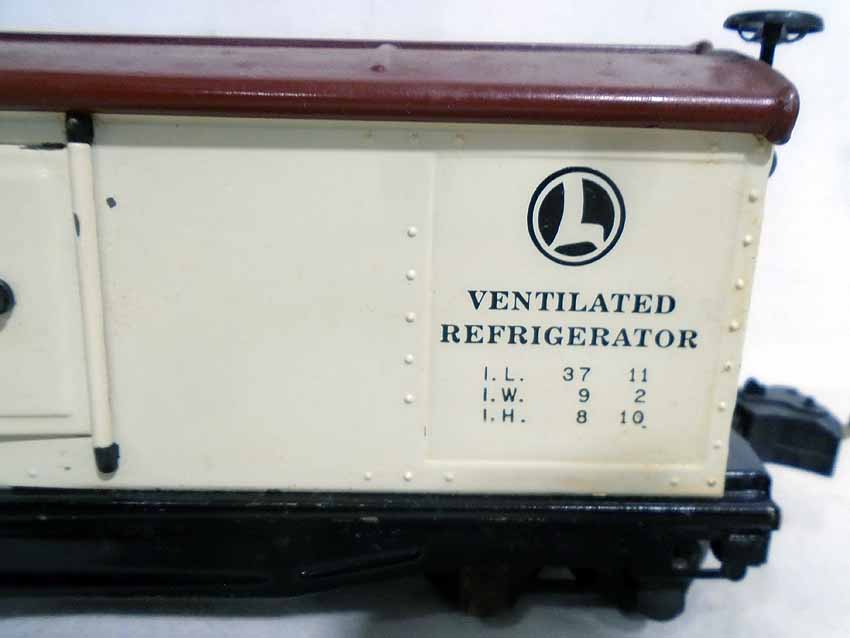 L
VENTILATED
REFRIGERATOR
I.L. 37 11
I.W. 9 2
I.H. 8 10